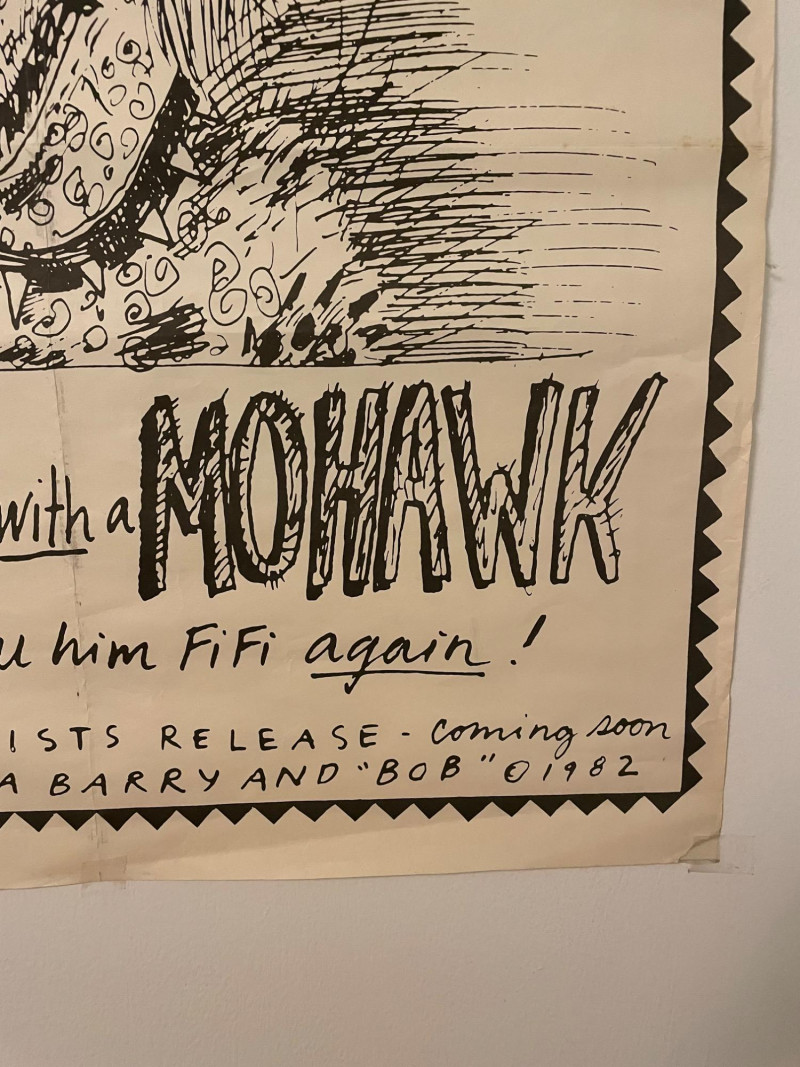 with a MOHAWK
him FiFi again!
ISTS RELEASE - coming soon
A BARRY AND "BOB" © 1982